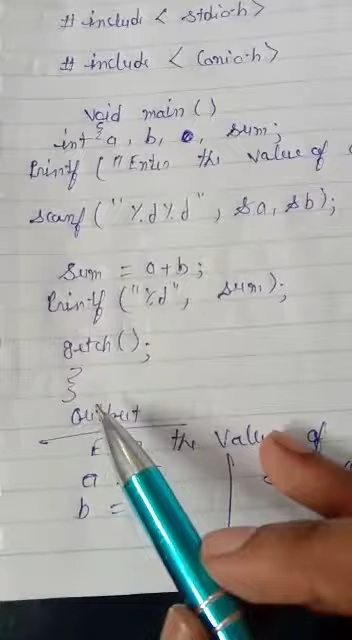 # include < stdio.h>
# include < conio.h>
void main()
{
int a, b, sum;
Printf ("Enter the value of
scanf("%d%d", &a, &b);
sum = a+b;
Printf ("%d", sum);
getch();
}
Output
the value of
a
b =